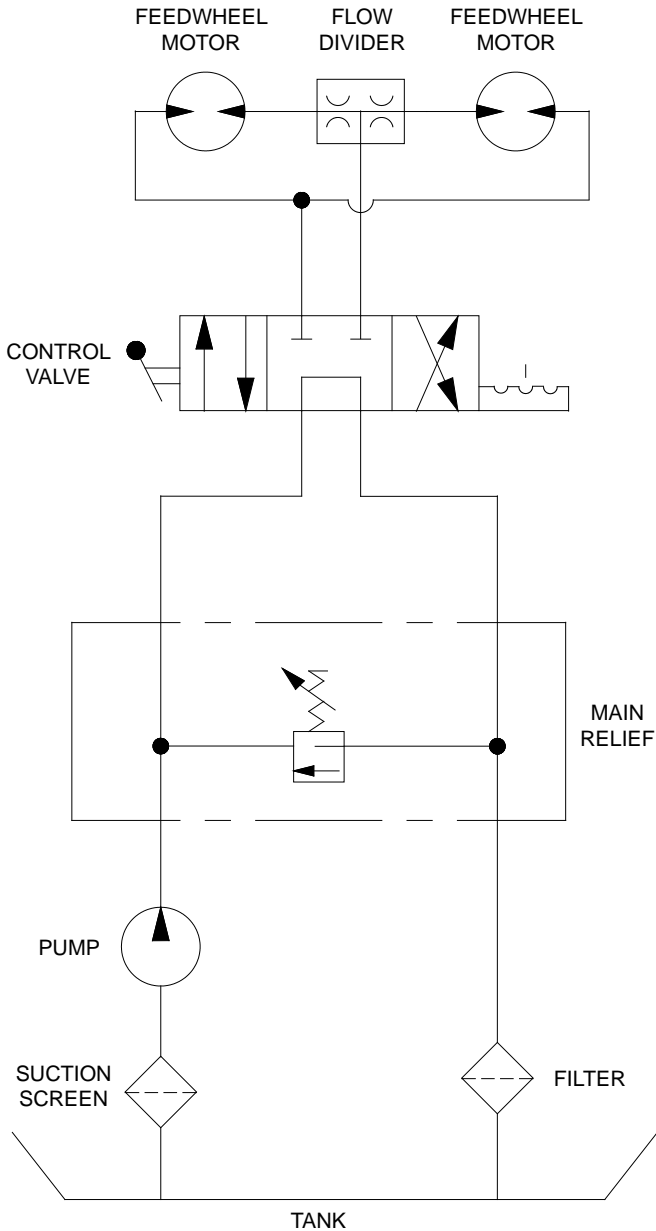 FEEDWHEEL
MOTOR
FLOW
DIVIDER
FEEDWHEEL
MOTOR
CONTROL
VALVE
MAIN
RELIEF
PUMP
SUCTION
SCREEN
FILTER
TANK